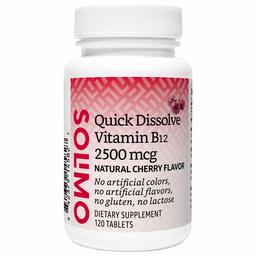 SOLIMO
Quick Dissolve
Vitamin B12
2500 mcg
NATURAL CHERRY FLAVOR
No artificial colors,
no artificial flavors,
no gluten, no lactose
DIETARY SUPPLEMENT
120 TABLETS